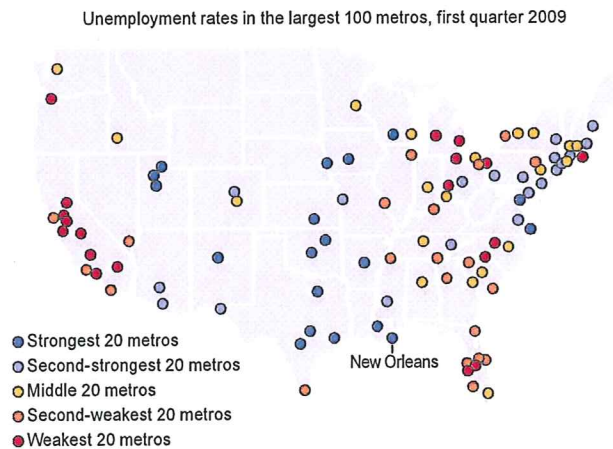 Unemployment rates in the largest 100 metros, first quarter 2009
New Orleans
Strongest 20 metros
Second-strongest 20 metros
Middle 20 metros
Second-weakest 20 metros
Weakest 20 metros